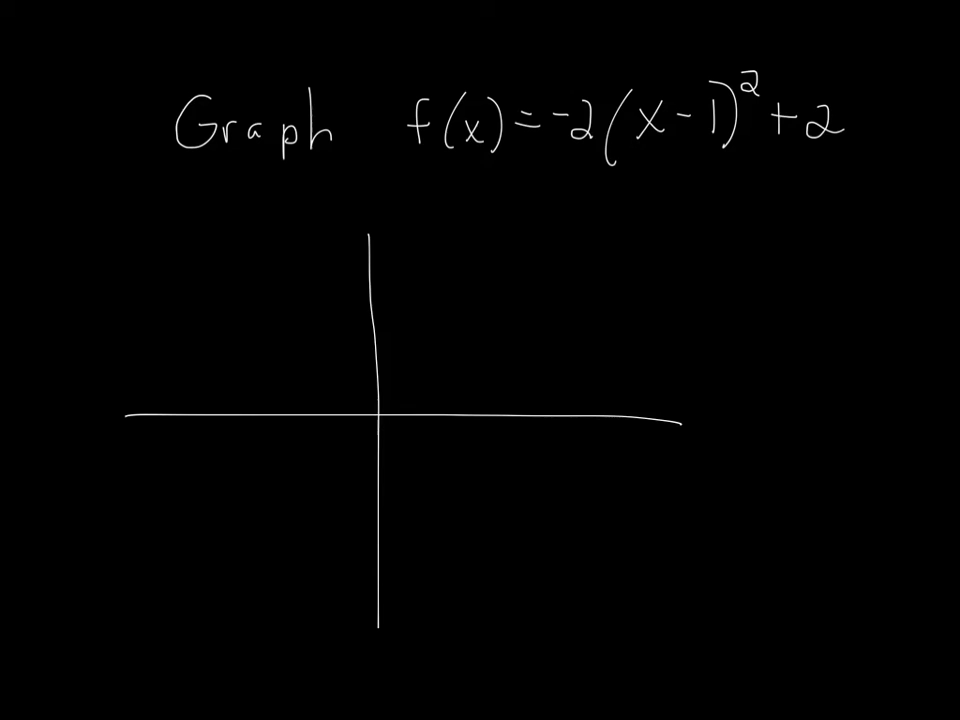 Graph f(x) = -2(x-1)² + 2